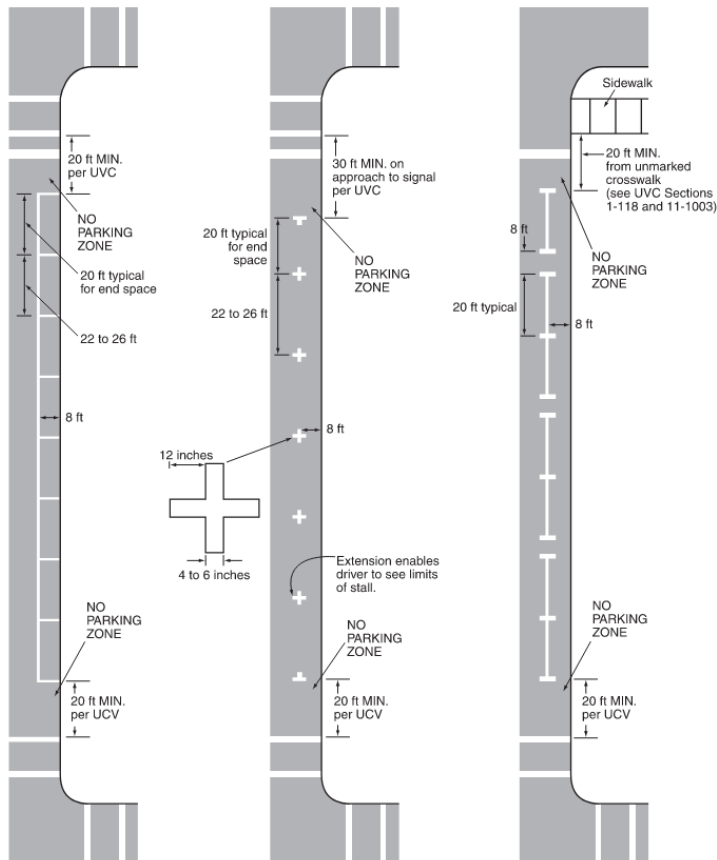 20 ft MIN.
per UVC
NO
PARKING
ZONE
20 ft typical
for end space
22 to 26 ft
8 ft
NO
PARKING
ZONE
20 ft MIN.
per UCV
30 ft MIN. on
approach to signal
per UVC
20 ft typical
for end
space
NO
PARKING
ZONE
22 to 26 ft
8 ft
12 inches
4 to 6 inches
Extension enables
driver to see limits
of stall.
NO
PARKING
ZONE
20 ft MIN.
per UCV
Sidewalk
20 ft MIN.
from unmarked
crosswalk
(see UVC Sections
1-118 and 11-1003)
8 ft
NO
PARKING
ZONE
20 ft typical
8 ft
NO
PARKING
ZONE
20 ft MIN.
per UCV